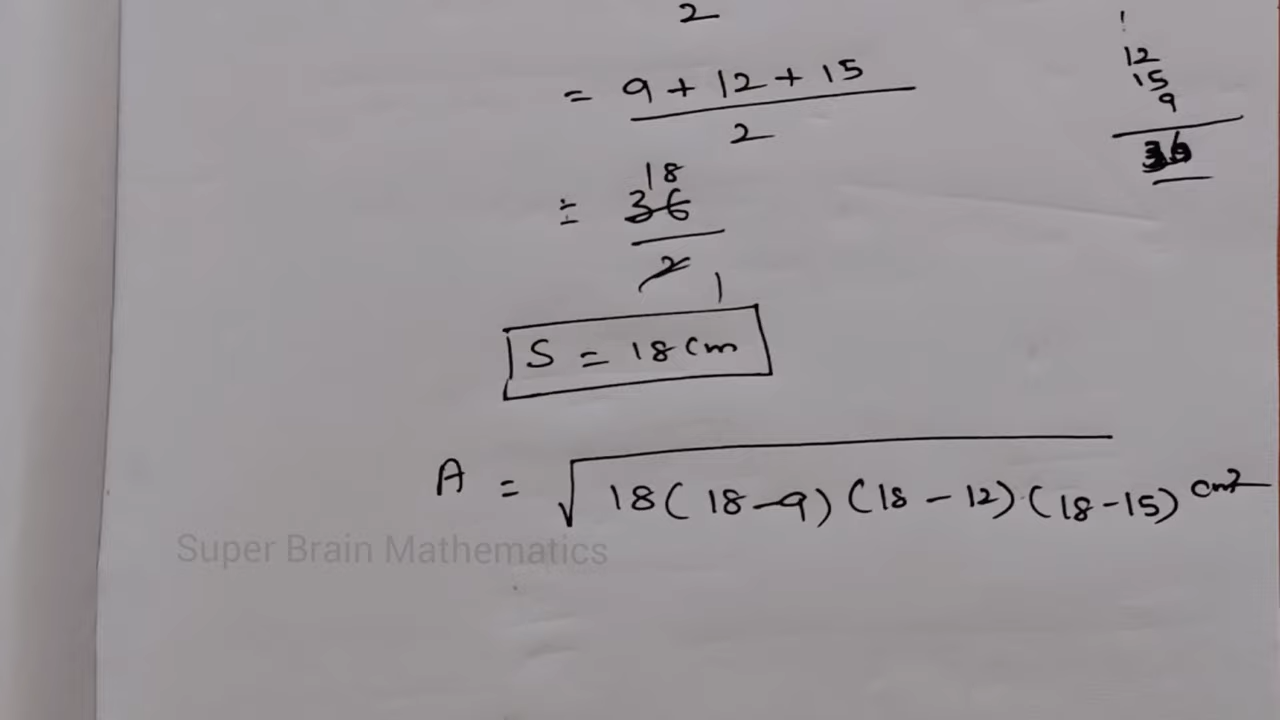 2
= 9 + 12 + 15
2
= 36 18
2 1
S = 18 cm
A = √18(18-9)(18-12)(18-15) cm²
1
12
15
9
36
Super Brain Mathematics